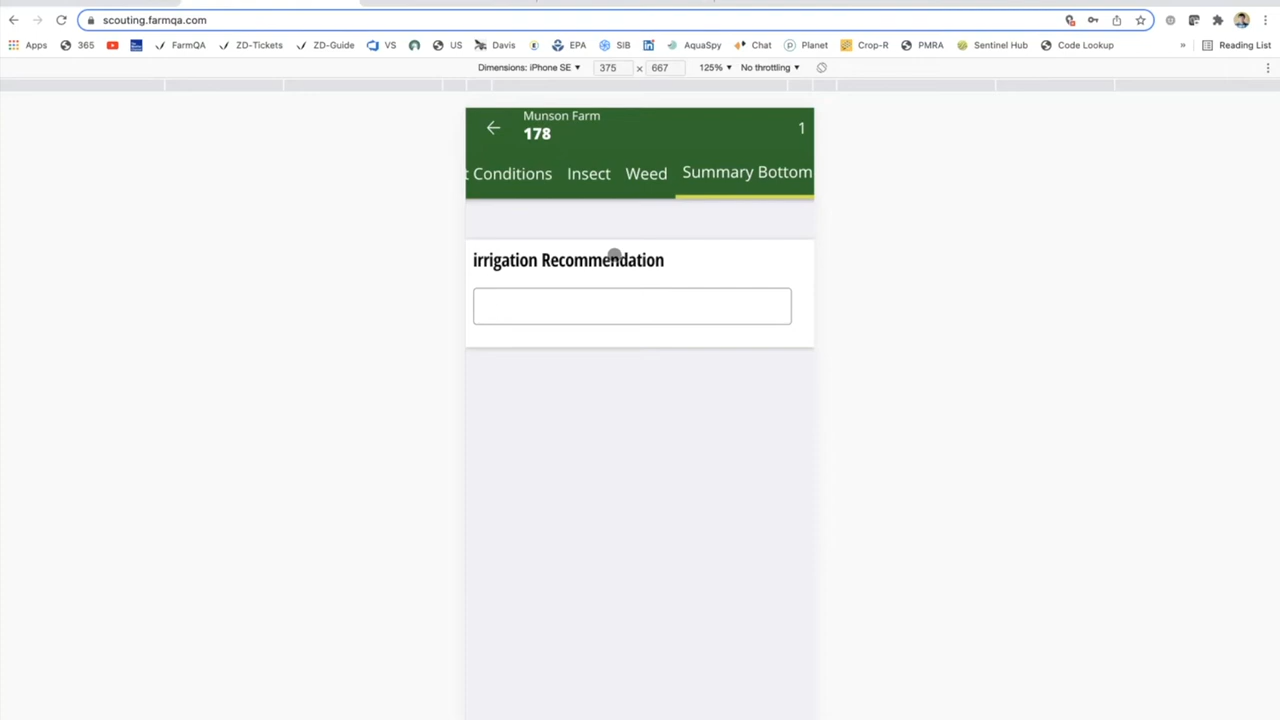 scouting.farmqa.com
Apps 365 FarmQA ZD-Tickets ZD-Guide VS US Davis EPA SIB AquaSpy Chat Planet Crop-R PMRA Sentinel Hub Code Lookup » Reading List
Dimensions: iPhone SE 375 × 667 125% No throttling
Munson Farm
178
1
t Conditions Insect Weed Summary Bottom
irrigation Recommendation